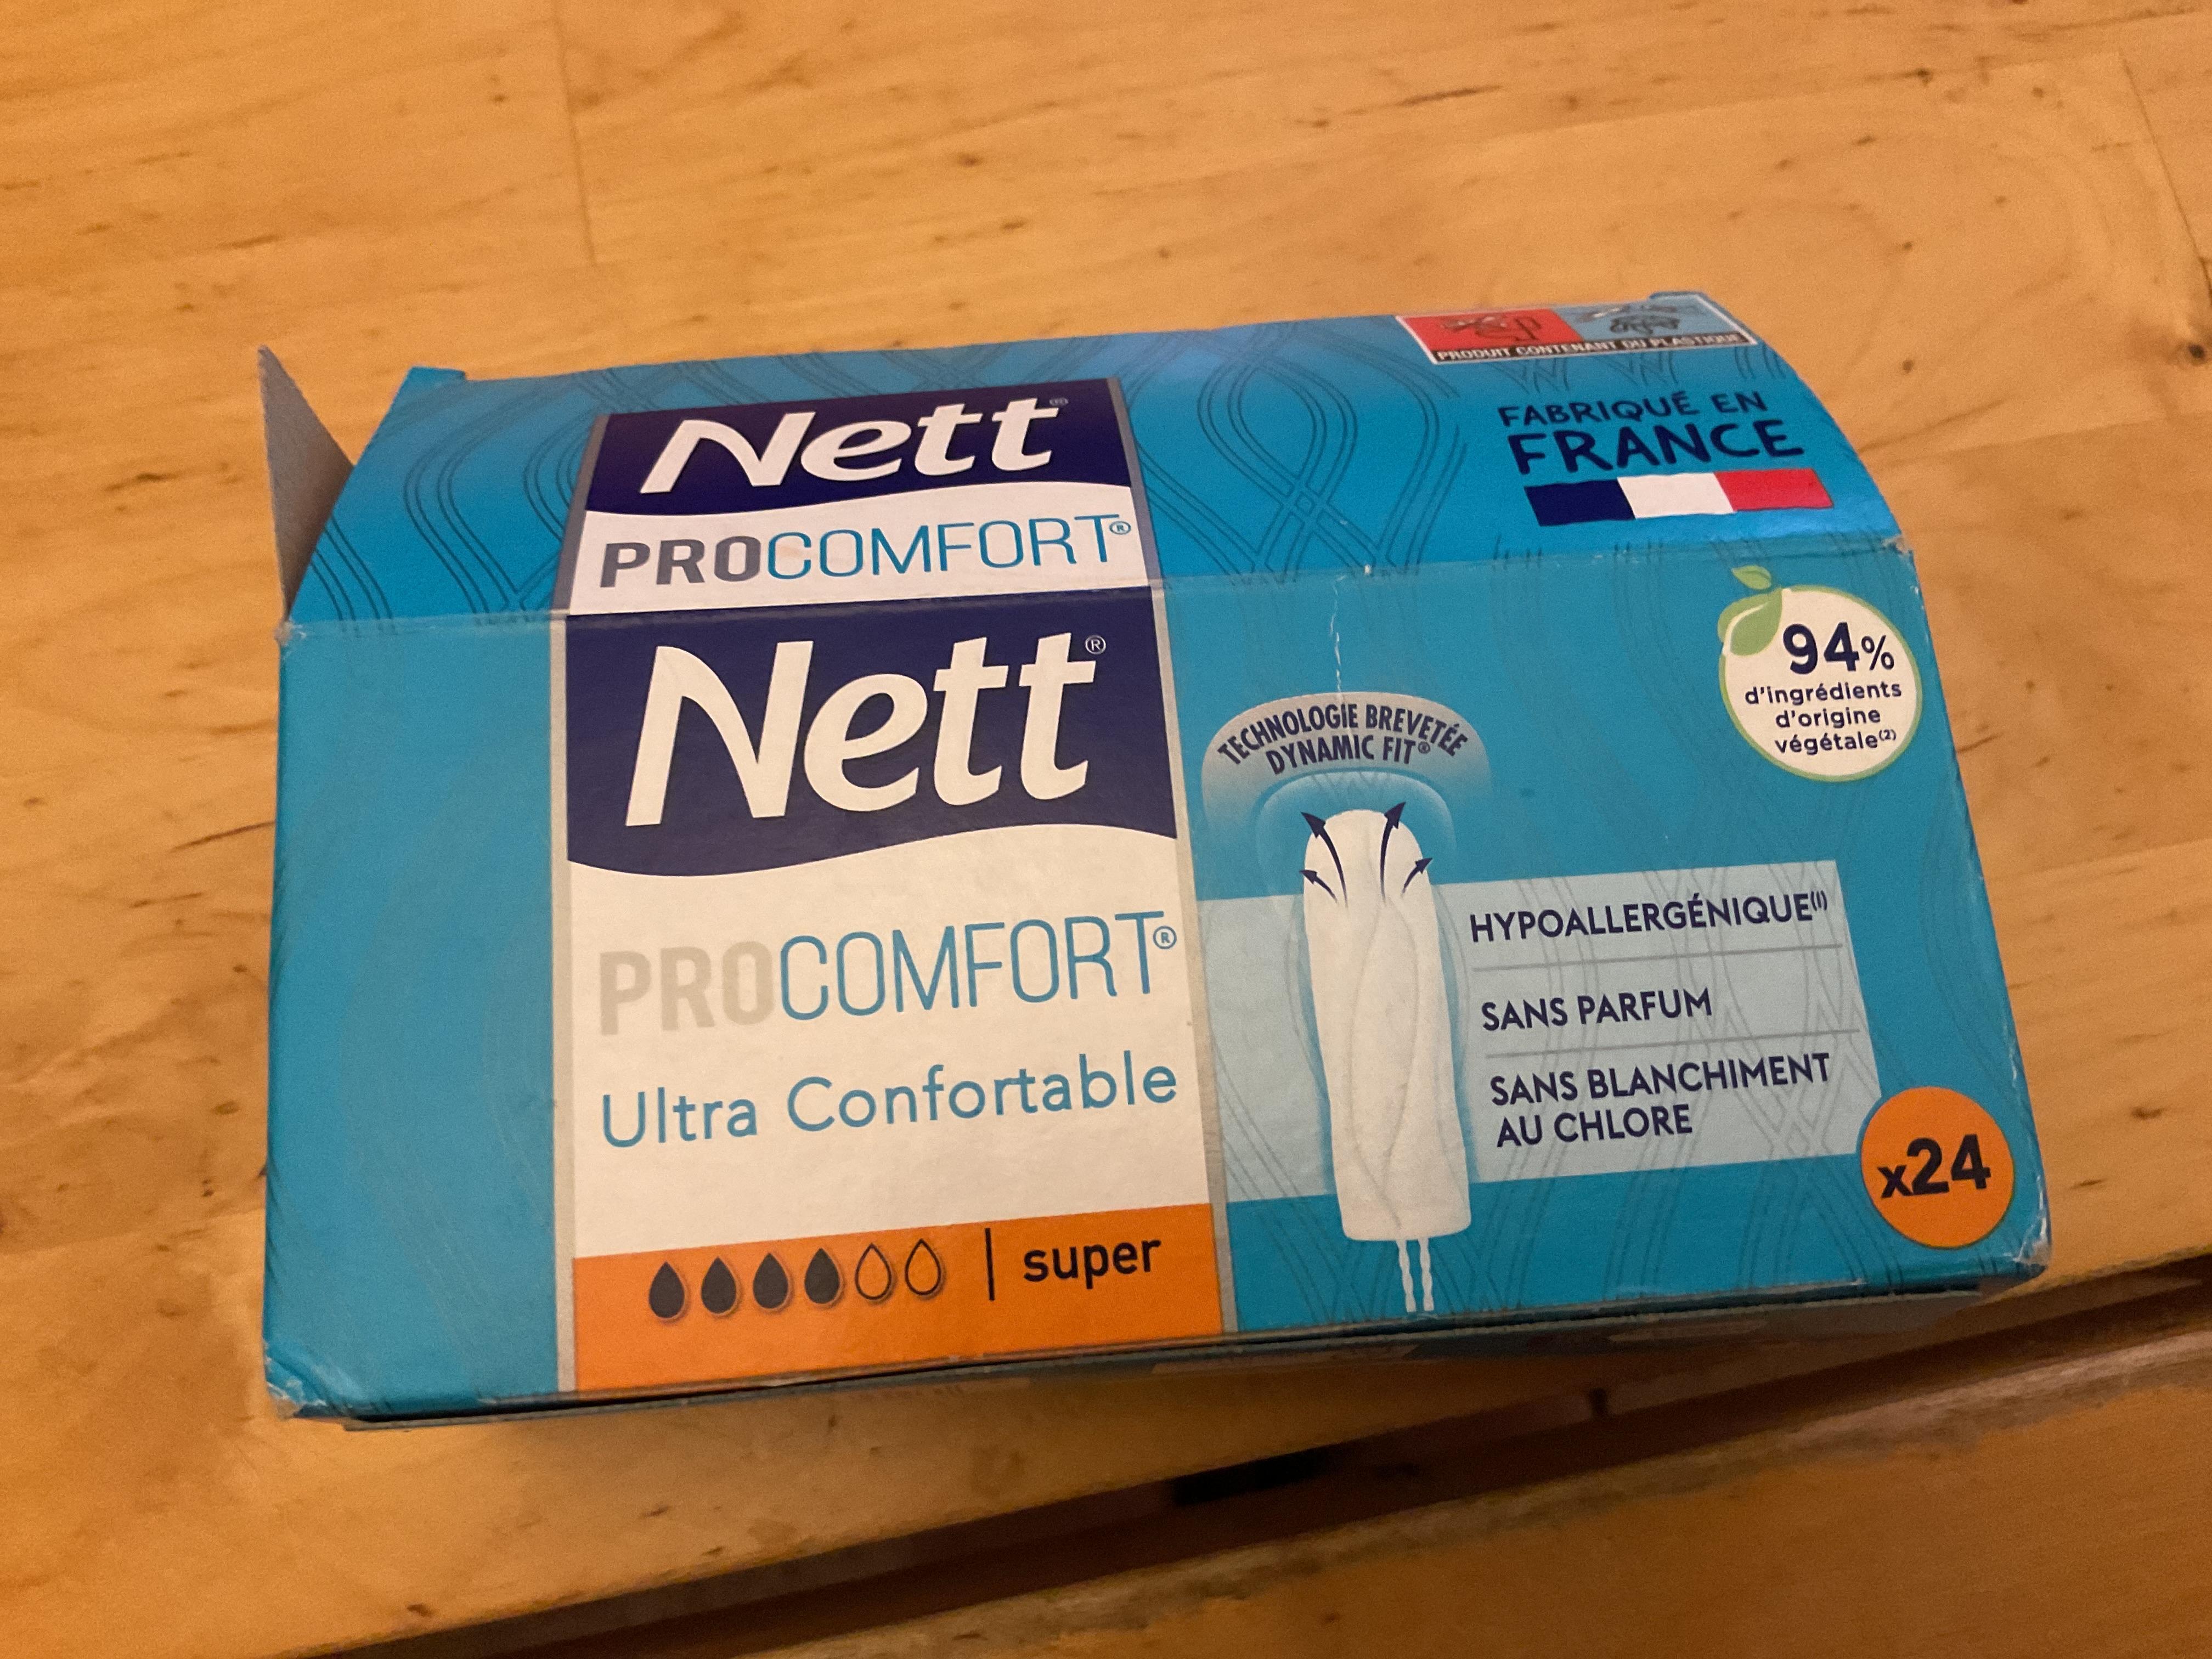 PRODUIT CONTENANT DU PLASTIQUE
Nett®
PROCOMFORT®
FABRIQUÉ EN
FRANCE
Nett®
PROCOMFORT®
Ultra Confortable
super
TECHNOLOGIE BREVETÉE
DYNAMIC FIT®
94%
d'ingrédients
d'origine
végétale(2)
HYPOALLERGÉNIQUE(1)
SANS PARFUM
SANS BLANCHIMENT
AU CHLORE
x24